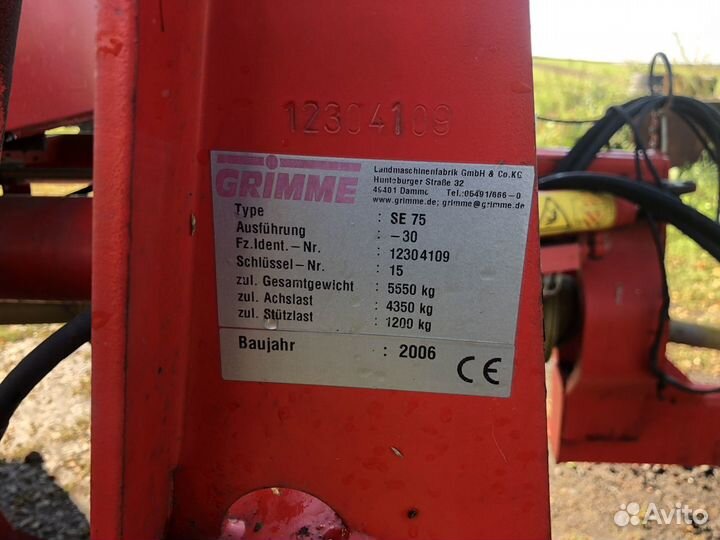 12304109
GRIMME
Landmaschinenfabrik GmbH & Co.KG
Hunteburger Straße 32
49401 Damme Tel.:05491/666-0
www.grimme.de; grimme@grimme.de
Type : SE 75
Ausführung : -30
Fz.Ident.-Nr. : 12304109
Schlüssel-Nr. : 15
zul. Gesamtgewicht : 5550 kg
zul. Achslast : 4350 kg
zul. Stützlast : 1200 kg
Baujahr : 2006 CE
Avito